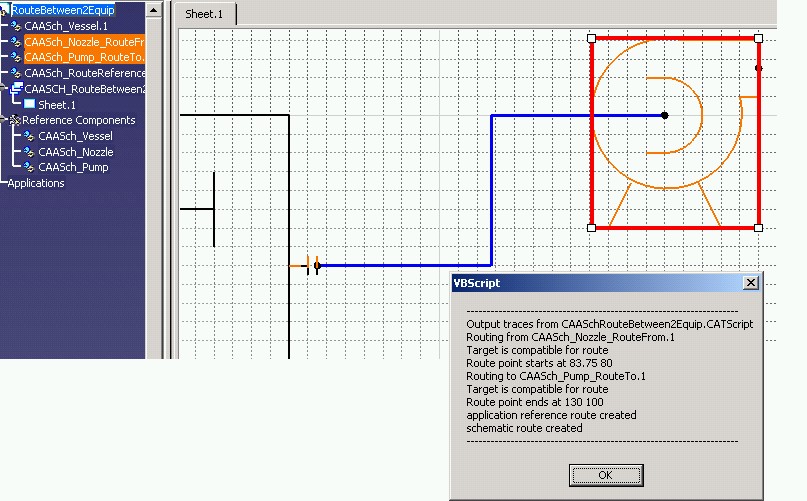 RouteBetween2Equip
CAASch_Vessel.1
CAASch_Nozzle_RouteFr
CAASch_Pump_RouteTo.
CAASch_RouteReference
CAASCH_RouteBetween2
Sheet.1
Reference Components
CAASch_Vessel
CAASch_Nozzle
CAASch_Pump
Applications
Sheet.1
VBScript
--------------------------------------------------------------------
Output traces from CAASchRouteBetween2Equip.CATScript
Routing from CAASch_Nozzle_RouteFrom.1
Target is compatible for route
Route point starts at 83.75 80
Routing to CAASch_Pump_RouteTo.1
Target is compatible for route
Route point ends at 130 100
application reference route created
schematic route created
--------------------------------------------------------------------
OK